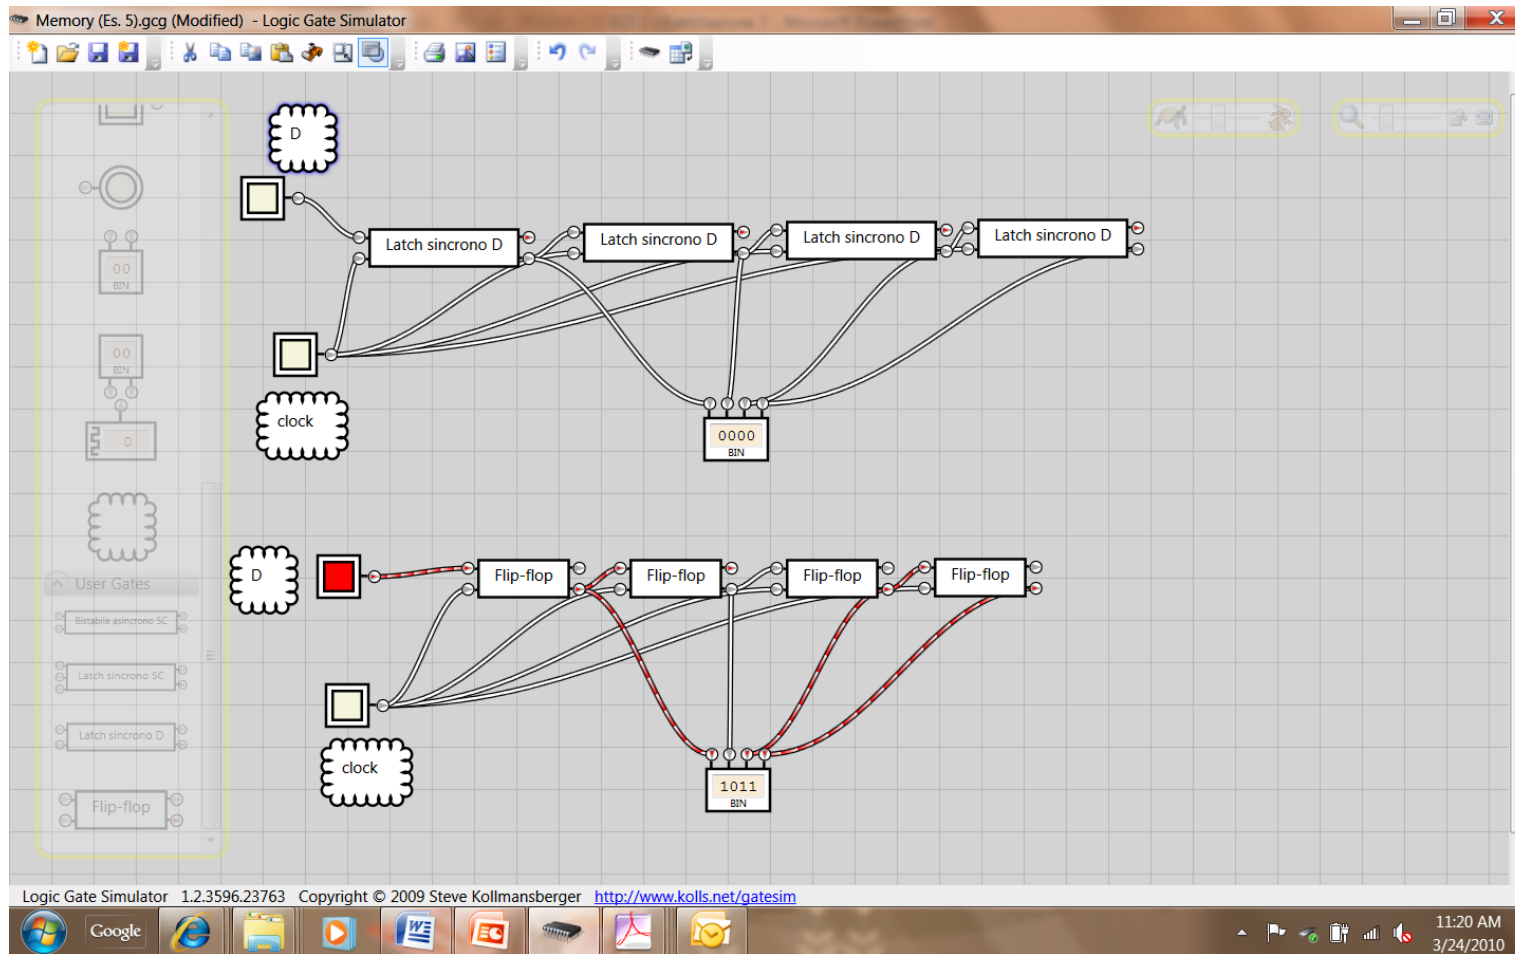 Memory (Es. 5).gcg (Modified)  - Logic Gate Simulator
D
Latch sincrono D
Latch sincrono D
Latch sincrono D
Latch sincrono D
00
BIN
00
BIN
0
clock
0000
BIN
D
Flip-flop
Flip-flop
Flip-flop
Flip-flop
User Gates
Bistabile asincrono SC
Latch sincrono SC
Latch sincrono D
Flip-flop
clock
1011
BIN
Logic Gate Simulator  1.2.3596.23763  Copyright © 2009 Steve Kollmansberger  http://www.kolls.net/gatesim
Google
11:20 AM
3/24/2010